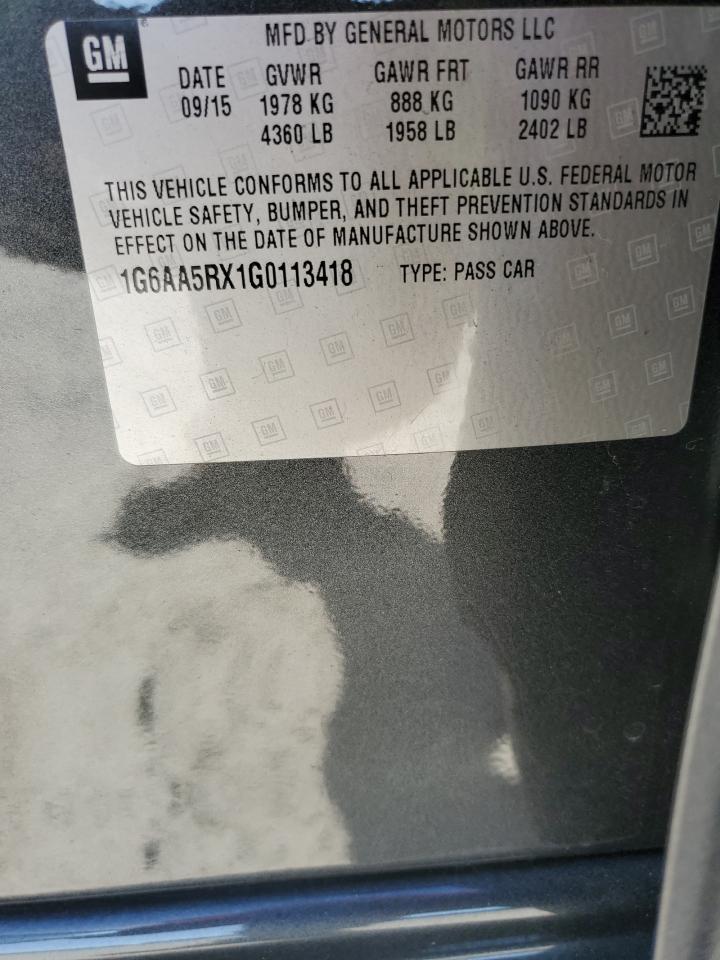 GM
MFD BY GENERAL MOTORS LLC
DATE GVWR GAWR FRT GAWR RR
09/15 1978 KG 888 KG 1090 KG
4360 LB 1958 LB 2402 LB
THIS VEHICLE CONFORMS TO ALL APPLICABLE U.S. FEDERAL MOTOR
VEHICLE SAFETY, BUMPER, AND THEFT PREVENTION STANDARDS IN
EFFECT ON THE DATE OF MANUFACTURE SHOWN ABOVE.
1G6AA5RX1G0113418 TYPE: PASS CAR